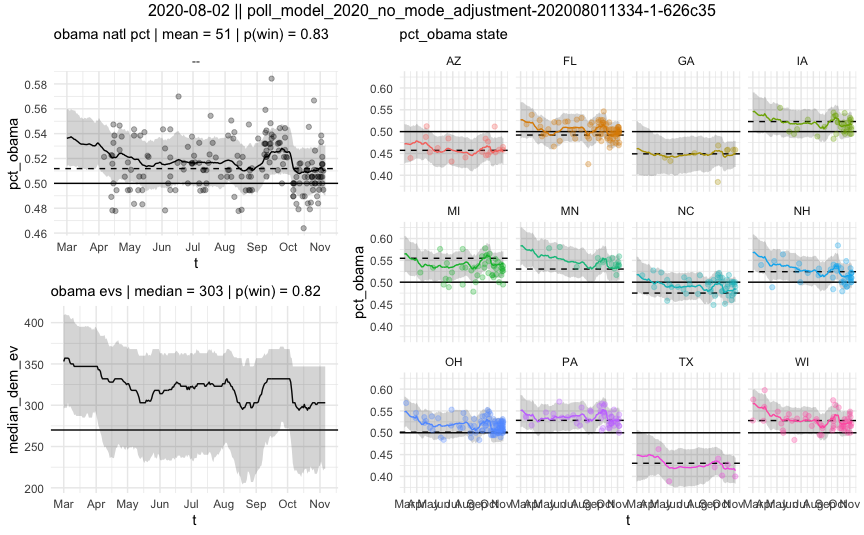 2020-08-02 || poll_model_2020_no_mode_adjustment-202008011334-1-626c35
obama natl pct | mean = 51 | p(win) = 0.83
--
pct_obama
0.58
0.56
0.54
0.52
0.50
0.48
0.46
Mar Apr May Jun Jul Aug Sep Oct Nov
t
obama evs | median = 303 | p(win) = 0.82
median_dem_ev
400
350
300
250
200
Mar Apr May Jun Jul Aug Sep Oct Nov
t
pct_obama state
pct_obama
AZ FL GA IA
0.60
0.55
0.50
0.45
0.40
MI MN NC NH
0.60
0.55
0.50
0.45
0.40
OH PA TX WI
0.60
0.55
0.50
0.45
0.40
t